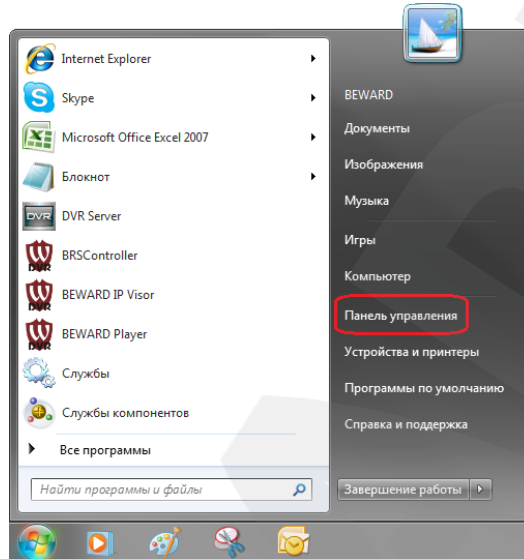 Internet Explorer
Skype
Microsoft Office Excel 2007
Блокнот
DVR Server
BRSController
BEWARD IP Visor
BEWARD Player
Службы
Службы компонентов
Все программы
Найти программы и файлы
BEWARD
Документы
Изображения
Музыка
Игры
Компьютер
Панель управления
Устройства и принтеры
Программы по умолчанию
Справка и поддержка
Завершение работы